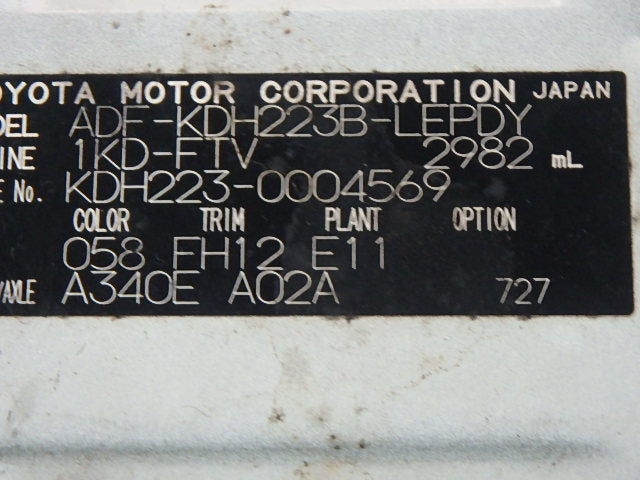 OYOTA MOTOR CORPORATION JAPAN
DEL ADF-KDH223B-LEPDY
INE 1KD-FTV 2982 mL
E No. KDH223-0004569
COLOR TRIM PLANT OPTION
058 FH12 E11
/AXLE A340E A02A 727